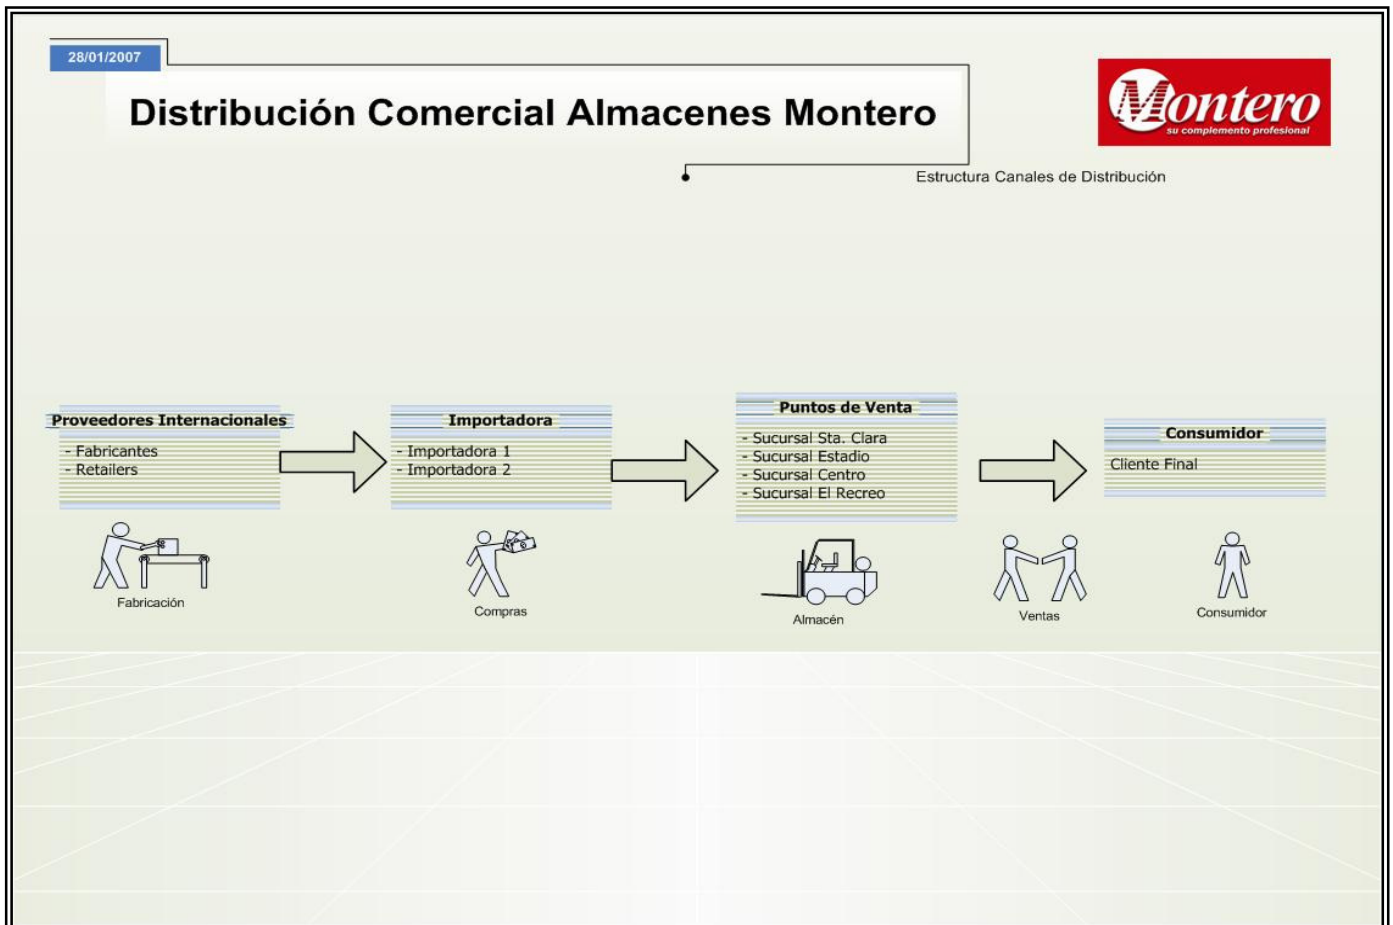 28/01/2007
Distribución Comercial Almacenes Montero
Montero
su complemento profesional
Estructura Canales de Distribución
Proveedores Internacionales
- Fabricantes
- Retailers
Importadora
- Importadora 1
- Importadora 2
Puntos de Venta
- Sucursal Sta. Clara
- Sucursal Estadio
- Sucursal Centro
- Sucursal El Recreo
Consumidor
Cliente Final
Fabricación
Compras
Almacén
Ventas
Consumidor